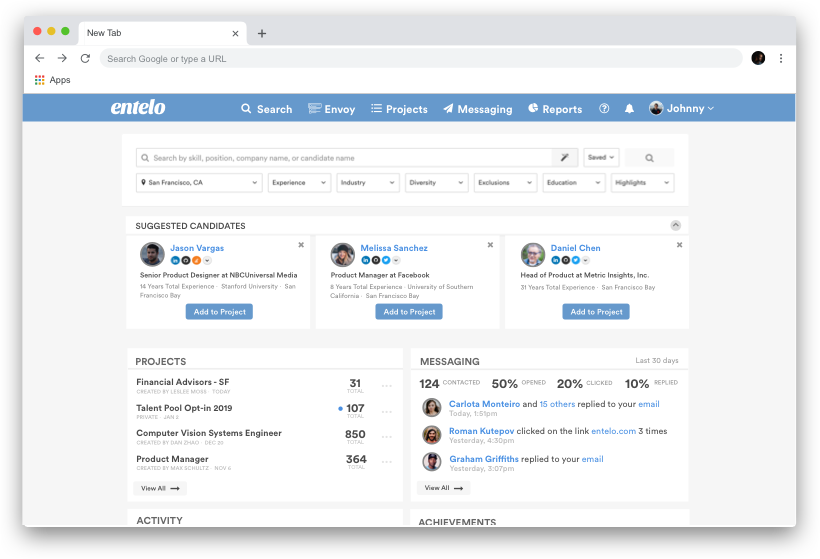 New Tab
Search Google or type a URL
Apps
entelo Search Envoy Projects Messaging Reports Johnny
Search by skill, position, company name, or candidate name Saved
San Francisco, CA Experience Industry Diversity Exclusions Education Highlights
SUGGESTED CANDIDATES
Jason Vargas
Senior Product Designer at NBCUniversal Media
14 Years Total Experience · Stanford University · San
Francisco Bay
Add to Project
Melissa Sanchez
Product Manager at Facebook
8 Years Total Experience · University of Southern
California · San Francisco Bay
Add to Project
Daniel Chen
Head of Product at Metric Insights, Inc.
31 Years Total Experience · San Francisco Bay
Add to Project
PROJECTS
Financial Advisors - SF 31
CREATED BY LESLEE MOSK · TODAY TOTAL
Talent Pool Opt-in 2019 107
PRIVATE · JAN 2 TOTAL
Computer Vision Systems Engineer 850
CREATED BY DAN ZHAO · DEC 20 TOTAL
Product Manager 364
CREATED BY MAX SCHULTZ · NOV 6 TOTAL
View All
MESSAGING Last 30 days
124 CONTACTED 50% OPENED 20% CLICKED 10% REPLIED
Carlota Monteiro and 15 others replied to your email
Today, 1:51pm
Roman Kutepov clicked on the link entelo.com 3 times
Yesterday, 4:30pm
Graham Griffiths replied to your email
Yesterday, 3:07pm
View All
ACTIVITY
ACHIEVEMENTS